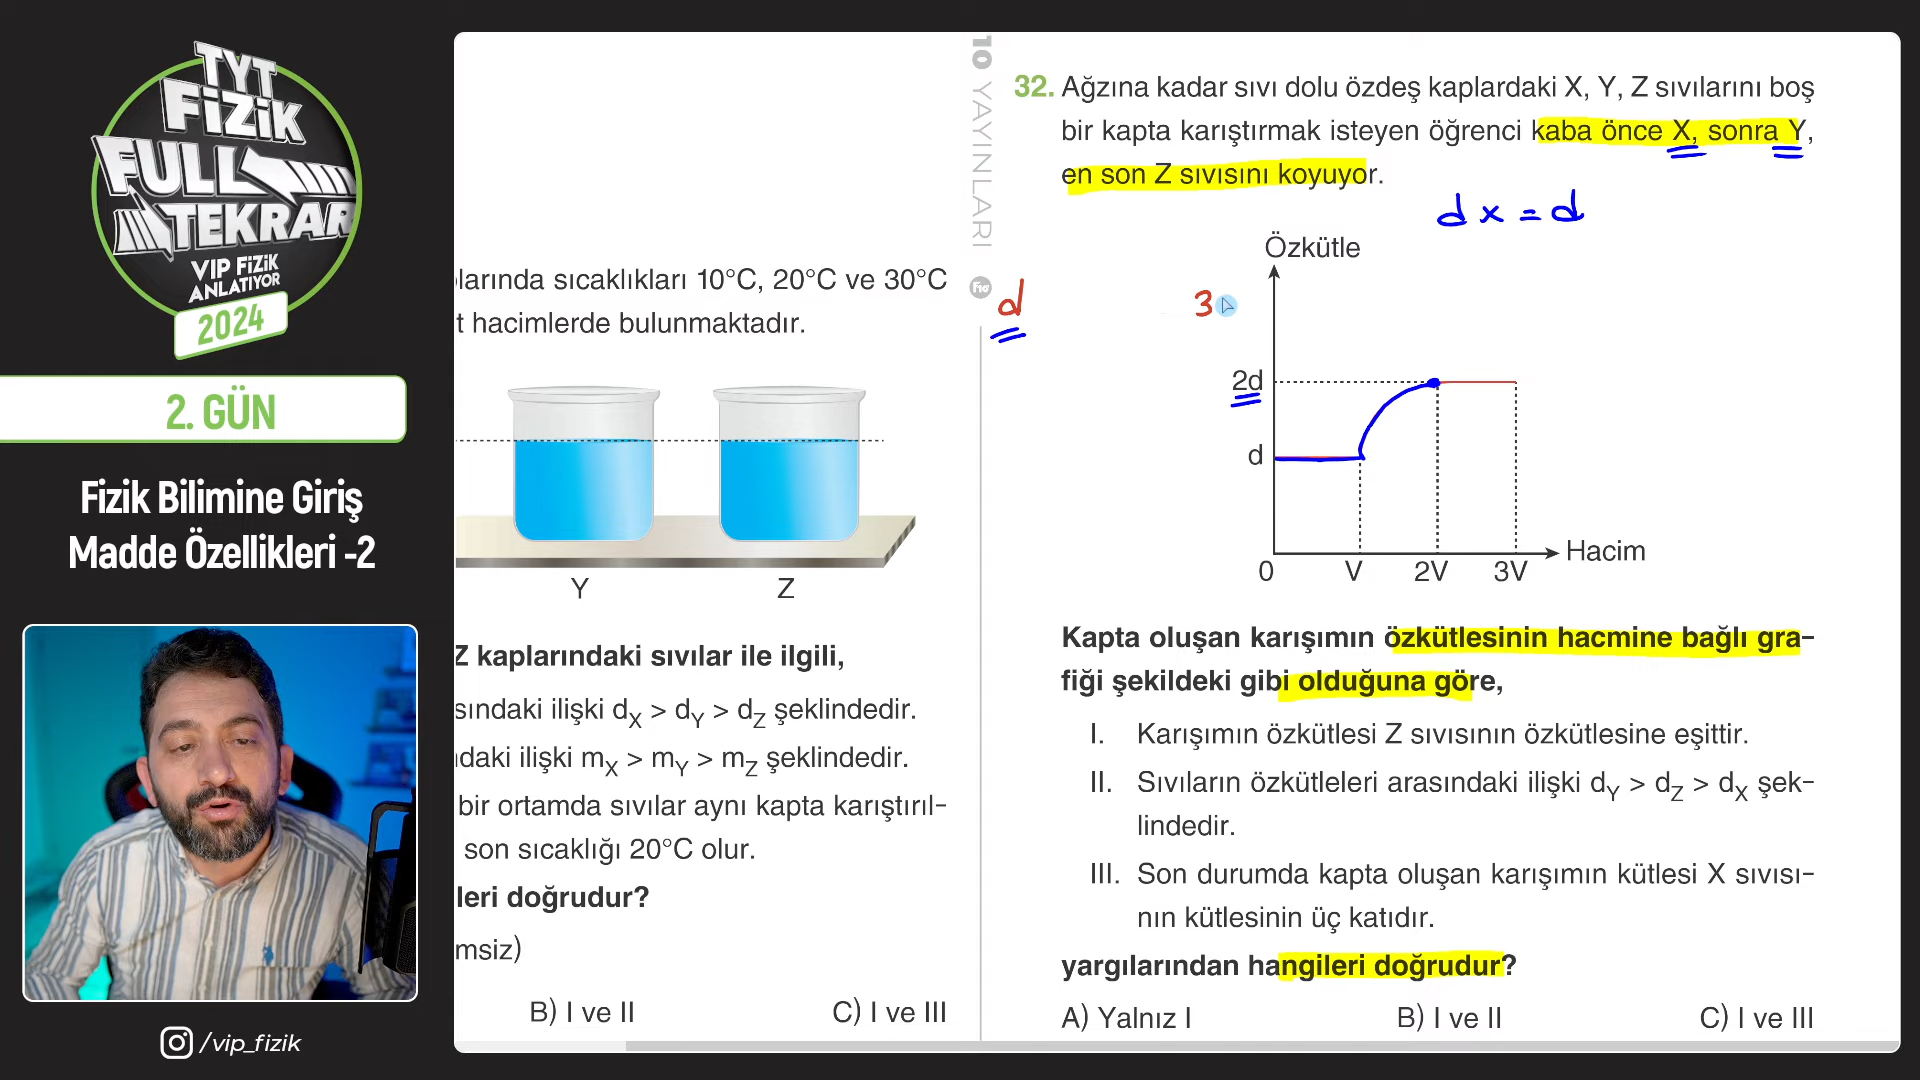 TYT
FİZİK
FULL
TEKRAR
VIP FİZİK
ANLATIYOR
2024
2. GÜN
Fizik Bilimine Giriş
Madde Özellikleri -2
/vip_fizik
larında sıcaklıkları 10°C, 20°C ve 30°C
t hacimlerde bulunmaktadır.
Y Z
Z kaplarındaki sıvılar ile ilgili,
sındaki ilişki dX > dY > dZ şeklindedir.
ndaki ilişki mX > mY > mZ şeklindedir.
bir ortamda sıvılar aynı kapta karıştırıl-
son sıcaklığı 20°C olur.
leri doğrudur?
msiz)
B) I ve II C) I ve III
10 YAYINLARI
F10
d
32. Ağzına kadar sıvı dolu özdeş kaplardaki X, Y, Z sıvılarını boş
bir kapta karıştırmak isteyen öğrenci kaba önce X, sonra Y,
en son Z sıvısını koyuyor.
dx = d
Özkütle
3
2d
d
0 V 2V 3V
Hacim
Kapta oluşan karışımın özkütlesinin hacmine bağlı gra-
fiği şekildeki gibi olduğuna göre,
I. Karışımın özkütlesi Z sıvısının özkütlesine eşittir.
II. Sıvıların özkütleleri arasındaki ilişki dY > dZ > dX şek-
lindedir.
III. Son durumda kapta oluşan karışımın kütlesi X sıvısı-
nın kütlesinin üç katıdır.
yargılarından hangileri doğrudur?
A) Yalnız I B) I ve II C) I ve III